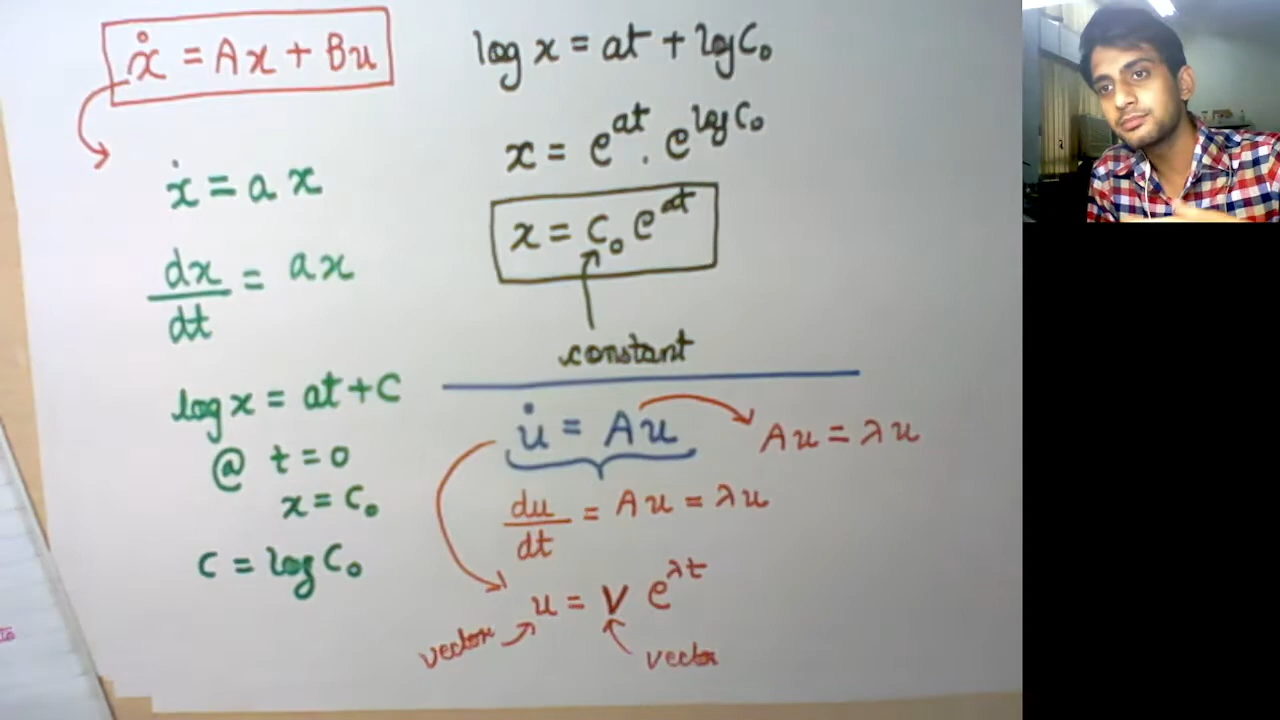 ẋ = Ax + Bu
ẋ = a x
dx/dt = ax
log x = at + C
@ t = 0
x = C₀
C = log C₀
log x = at + log C₀
x = e^{at} . e^{log C₀}
x = C₀ e^{at}
constant
u̇ = Au
Au = λu
du/dt = Au = λu
u = V e^{λt}
vector
vector